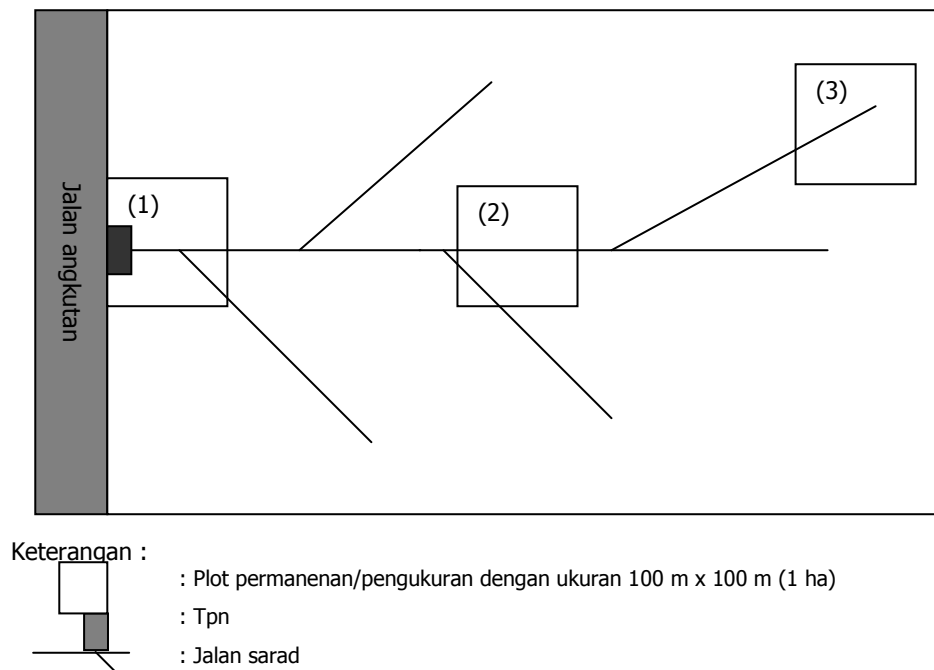 (3)
(1)
(2)
Jalan angkutan
Keterangan :
: Plot permanenan/pengukuran dengan ukuran 100 m x 100 m (1 ha)
: Tpn
: Jalan sarad